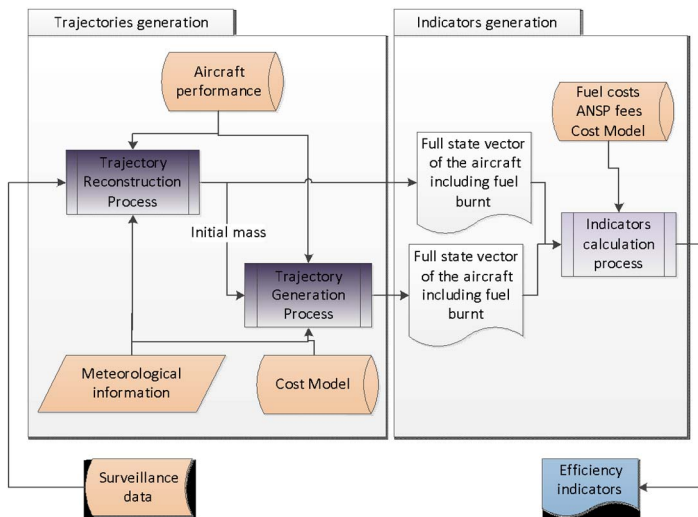 Trajectories generation
Aircraft
performance
Trajectory
Reconstruction
Process
Initial mass
Trajectory
Generation
Process
Meteorological
information
Cost Model
Surveillance
data
Indicators generation
Fuel costs
ANSP fees
Cost Model
Full state vector
of the aircraft
including fuel
burnt
Full state vector
of the aircraft
including fuel
burnt
Indicators
calculation
process
Efficiency
indicators